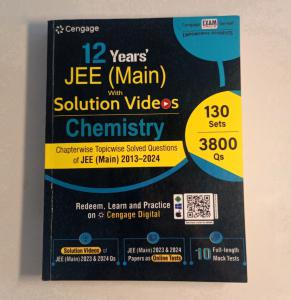 Cengage
Cengage EXAM
12 Years'
JEE (Main)
With
Solution Videos
Chemistry
130
Sets
3800
Qs
Chapterwise Topicwise Solved Questions
of JEE (Main) 2013–2024
Redeem, Learn and Practice
on Cengage Digital
Solution Videos of
JEE (Main) 2023 & 2024 Qs
JEE (Main) 2023 & 2024
Papers as Online Tests
10 Full-length
Mock Tests